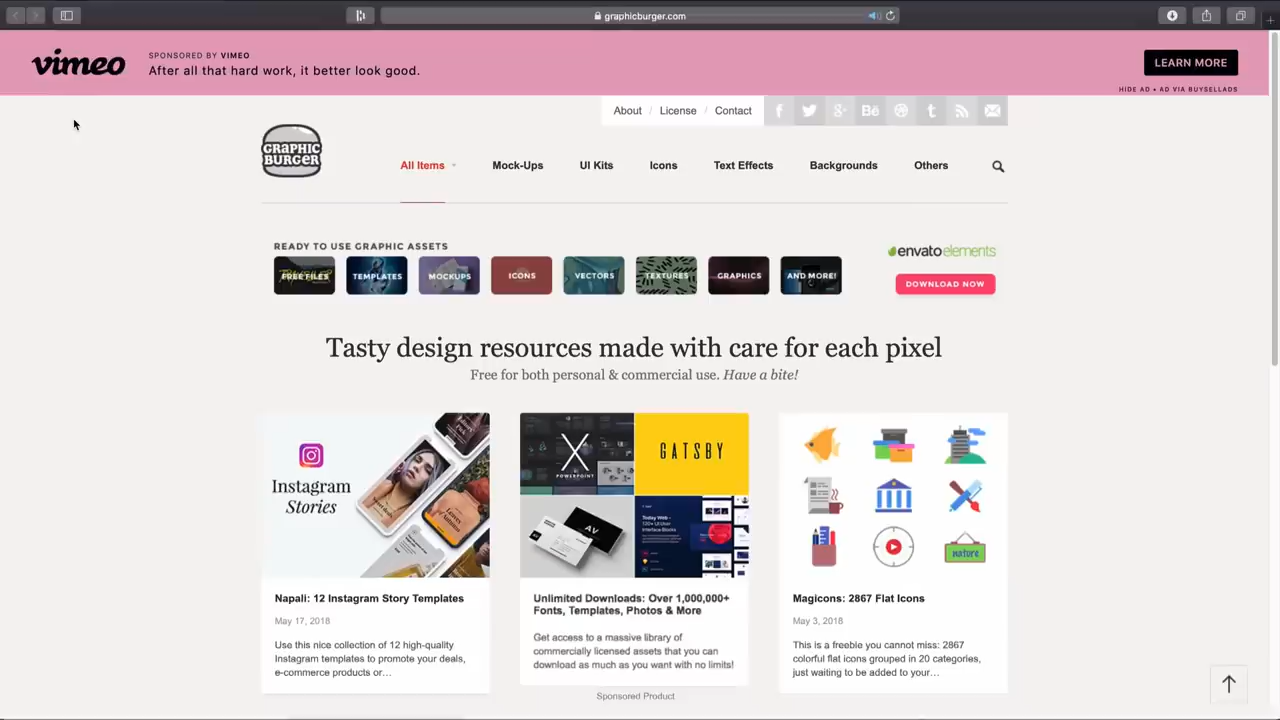 graphicburger.com
vimeo
SPONSORED BY VIMEO
After all that hard work, it better look good.
LEARN MORE
HIDE AD • AD VIA BUYSELLADS
About / License / Contact
GRAPHIC
BURGER
All Items
Mock-Ups
UI Kits
Icons
Text Effects
Backgrounds
Others
READY TO USE GRAPHIC ASSETS
FREE FILES
TEMPLATES
MOCKUPS
ICONS
VECTORS
TEXTURES
GRAPHICS
AND MORE!
envato elements
DOWNLOAD NOW
Tasty design resources made with care for each pixel
Free for both personal & commercial use. Have a bite!
Instagram
Stories
X
POWERPOINT
GATSBY
AV
nature
Napali: 12 Instagram Story Templates
May 17, 2018
Use this nice collection of 12 high-quality
Instagram templates to promote your deals,
e-commerce products or…
Unlimited Downloads: Over 1,000,000+
Fonts, Templates, Photos & More
Get access to a massive library of
commercially licensed assets that you can
download as much as you want with no limits!
Sponsored Product
Magicons: 2867 Flat Icons
May 3, 2018
This is a freebie you cannot miss: 2867
colorful flat icons grouped in 20 categories,
just waiting to be added to your…